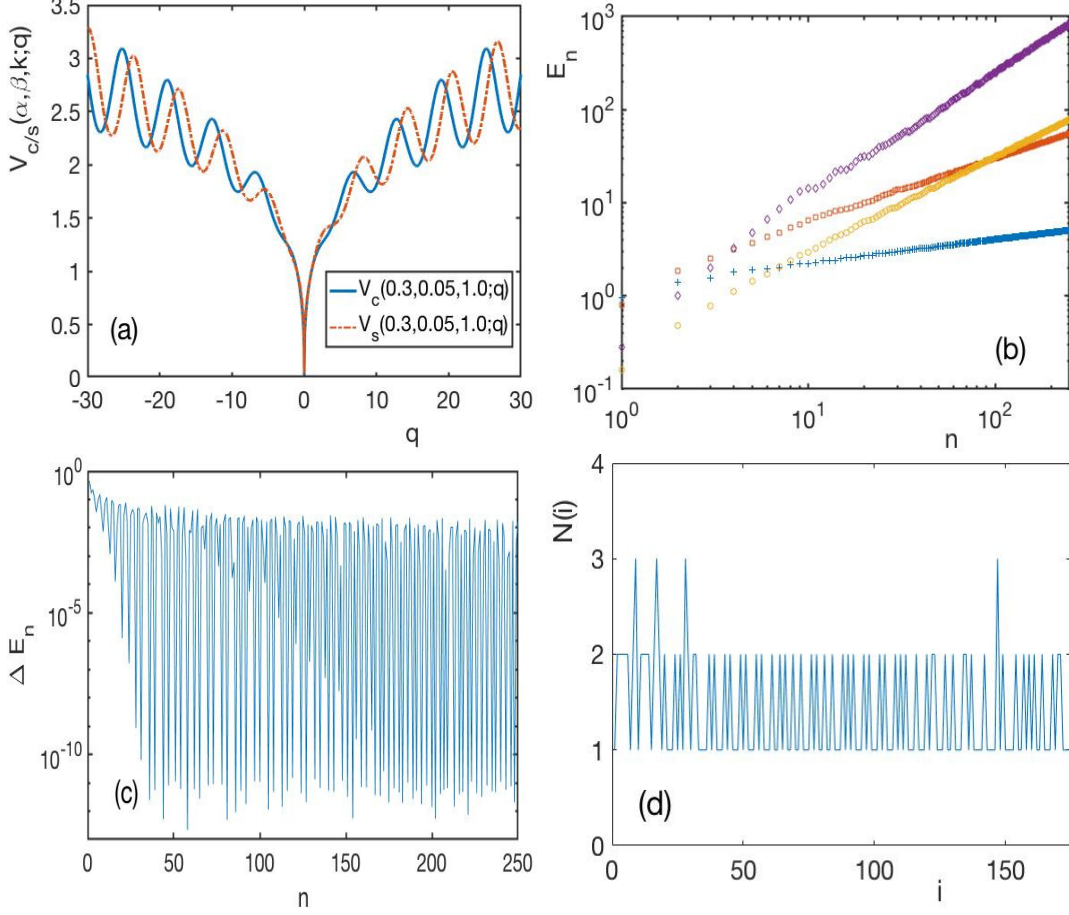 3.5
3
2.5
2
1.5
1
0.5
0
V_{c/s}(α,β,k;q)
(a)
V_c(0.3,0.05,1.0;q)
V_s(0.3,0.05,1.0;q)
-30 -20 -10 0 10 20 30
q
10^3
E_n
10^2
10^1
10^0
10^-1
(b)
10^0 10^1 10^2
n
10^0
10^-5
10^-10
Δ E_n
(c)
0 50 100 150 200 250
n
4
3
2
1
0
N(i)
(d)
0 50 100 150
i